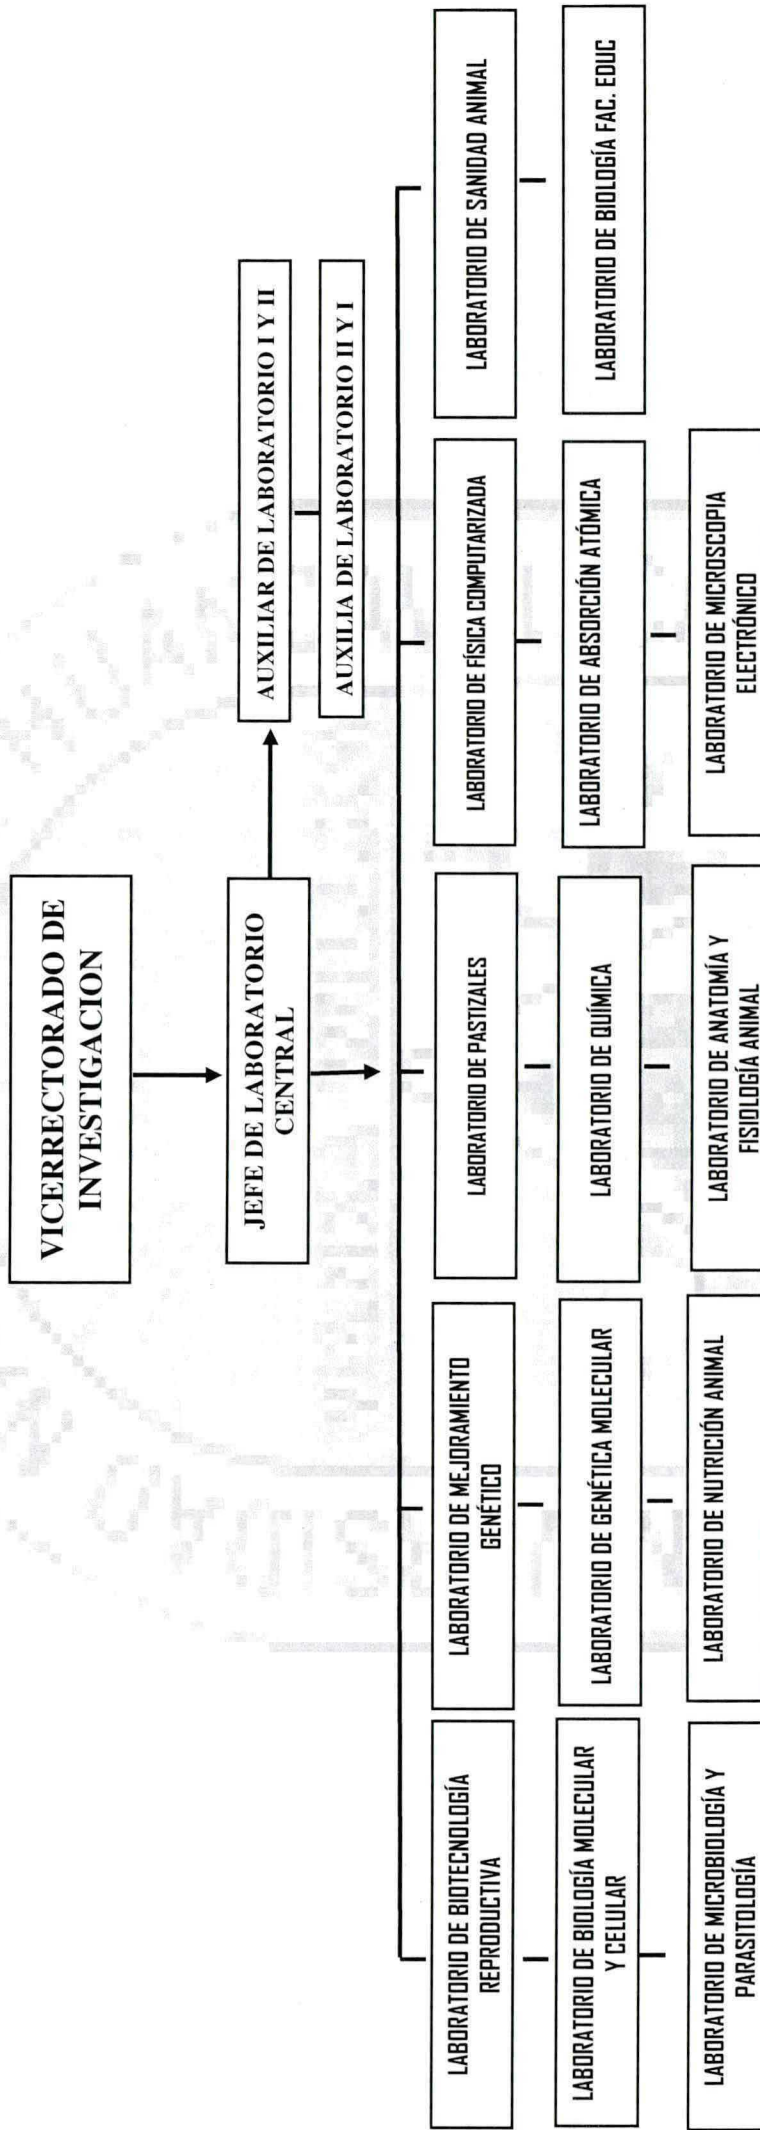 VICERRECTORADO DE
INVESTIGACION
JEFE DE LABORATORIO
CENTRAL
AUXILIAR DE LABORATORIO I Y II
AUXILIA DE LABORATORIO II Y I
LABORATORIO DE BIOTECNOLOGÍA
REPRODUCTIVA
LABORATORIO DE MEJORAMIENTO
GENÉTICO
LABORATORIO DE PASTIZALES
LABORATORIO DE FÍSICA COMPUTARIZADA
LABORATORIO DE SANIDAD ANIMAL
LABORATORIO DE BIOLOGÍA MOLECULAR
Y CELULAR
LABORATORIO DE GENÉTICA MOLECULAR
LABORATORIO DE QUÍMICA
LABORATORIO DE ABSORCIÓN ATÓMICA
LABORATORIO DE BIOLOGÍA FAC. EDUC
LABORATORIO DE MICROBIOLOGÍA Y
PARASITOLOGÍA
LABORATORIO DE NUTRICIÓN ANIMAL
LABORATORIO DE ANATOMÍA Y
FISIOLOGÍA ANIMAL
LABORATORIO DE MICROSCOPIA
ELECTRÓNICO